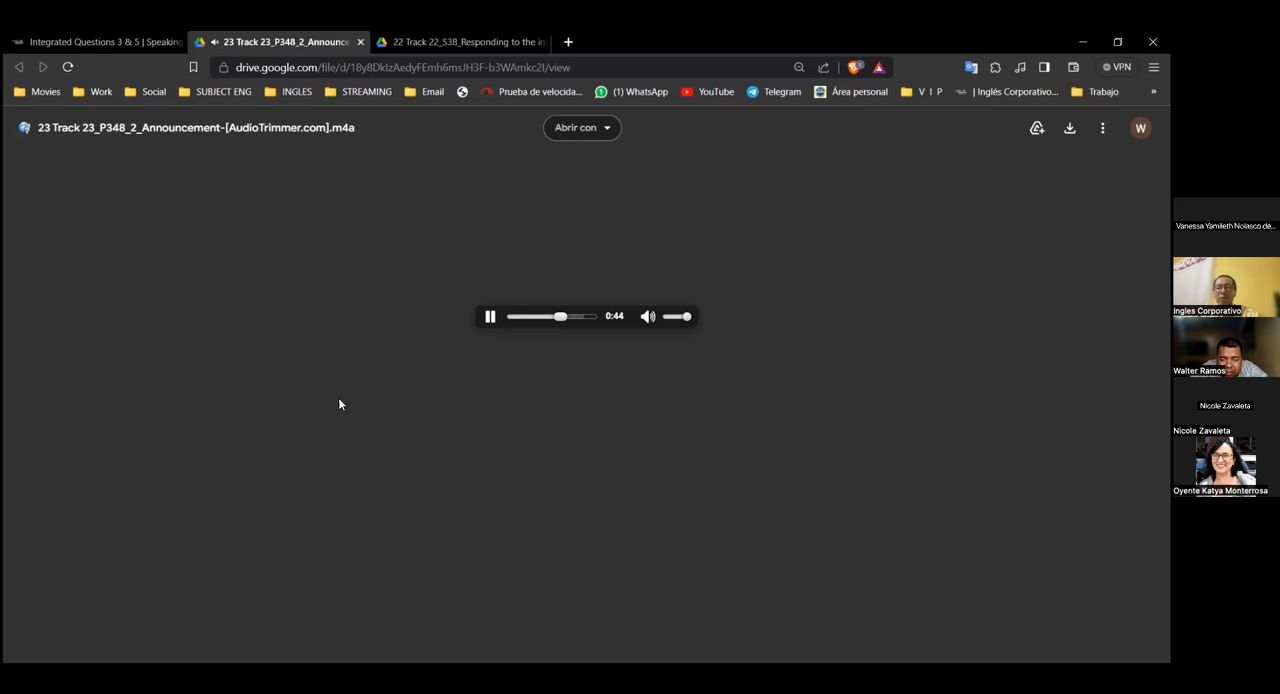 Integrated Questions 3 & 5 | Speaking
23 Track 23_P348_2_Announce
22 Track 22_S38_Responding to the in
drive.google.com/file/d/18y8DkIzAedyFEmh6msJH3F-b3WAmkc2I/view
1
VPN
Movies
Work
Social
SUBJECT ENG
INGLES
STREAMING
Email
Prueba de velocida...
(1) WhatsApp
YouTube
Telegram
Área personal
V I P
| Inglés Corporativo...
Trabajo
»
23 Track 23_P348_2_Announcement-[AudioTrimmer.com].m4a
Abrir con
W
0:44
Vanessa Yamileth Nolasco de...
Ingles Corporativo
Walter Ramos
Nicole Zavaleta
Nicole Zavaleta
Oyente Katya Monterrosa